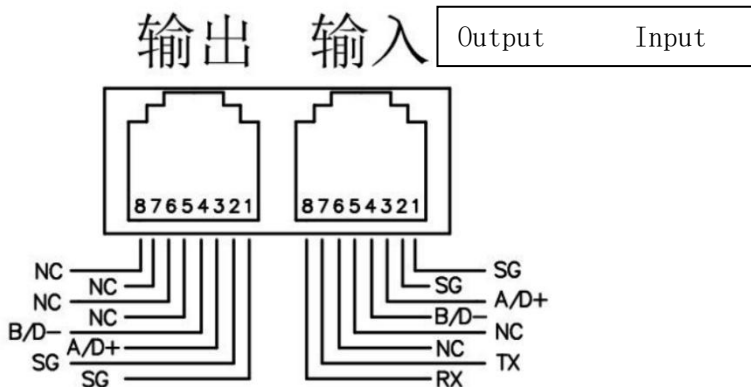 输出 输入 Output Input
87654321 87654321
NC SG
NC SG
NC A/D+
NC B/D-
B/D- NC
A/D+ NC
SG TX
SG RX